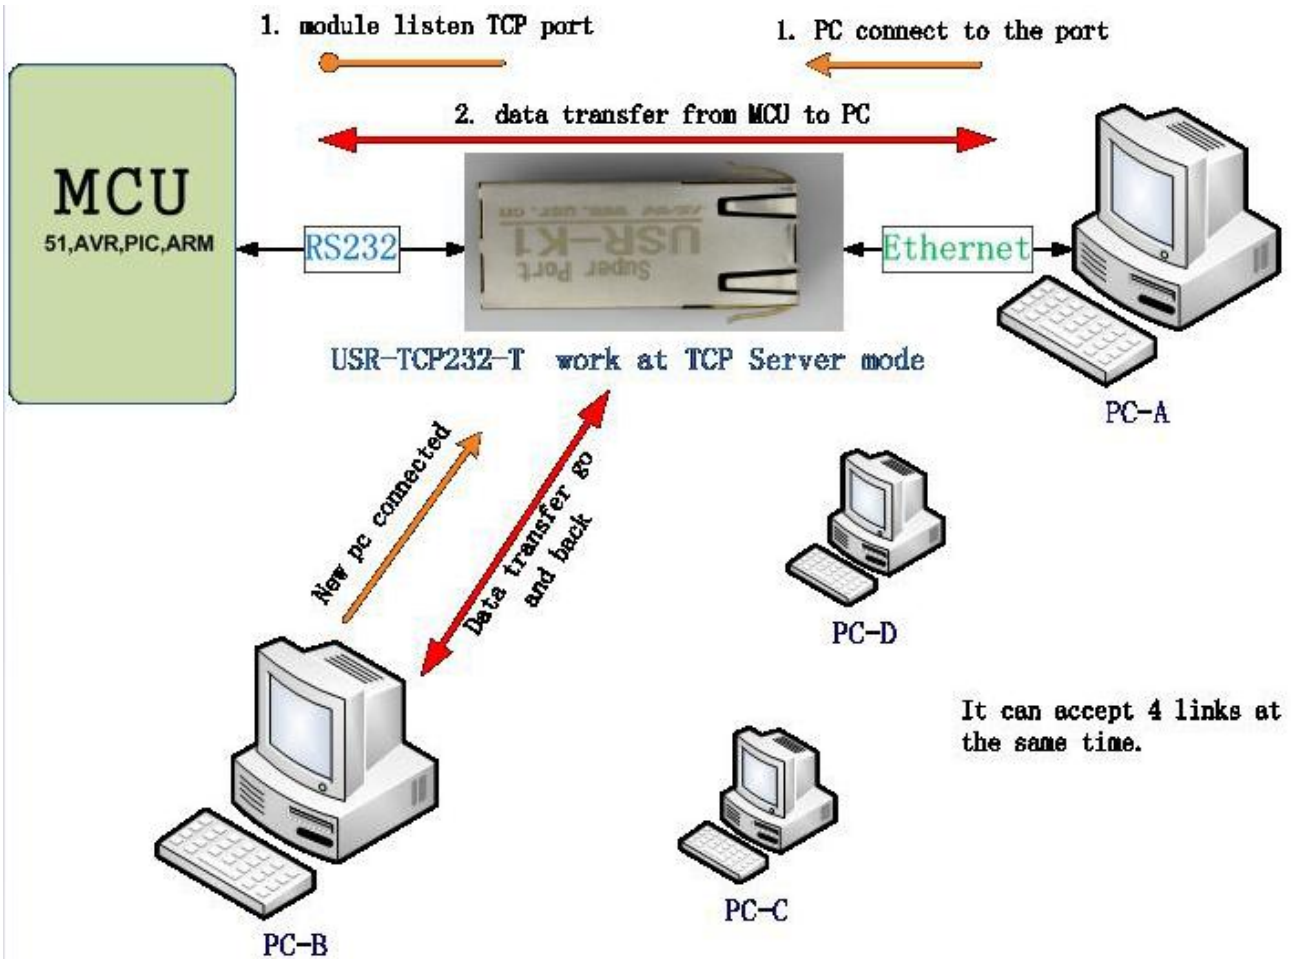 1. module listen TCP port
1. PC connect to the port
2. data transfer from MCU to PC
MCU
51,AVR,PIC,ARM
RS232
Super Port
USR-K1
Ethernet
USR-TCP232-T work at TCP Server mode
PC-A
New pc connected
Data transfer go
and back
PC-D
It can accept 4 links at
the same time.
PC-C
PC-B